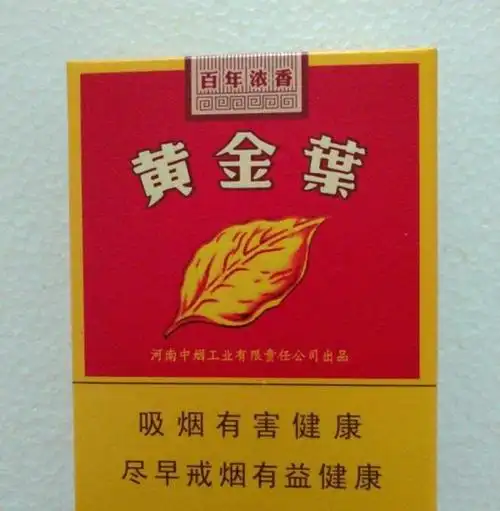 百年浓香
黄金葉
河南中烟工业有限责任公司出品
吸烟有害健康
尽早戒烟有益健康